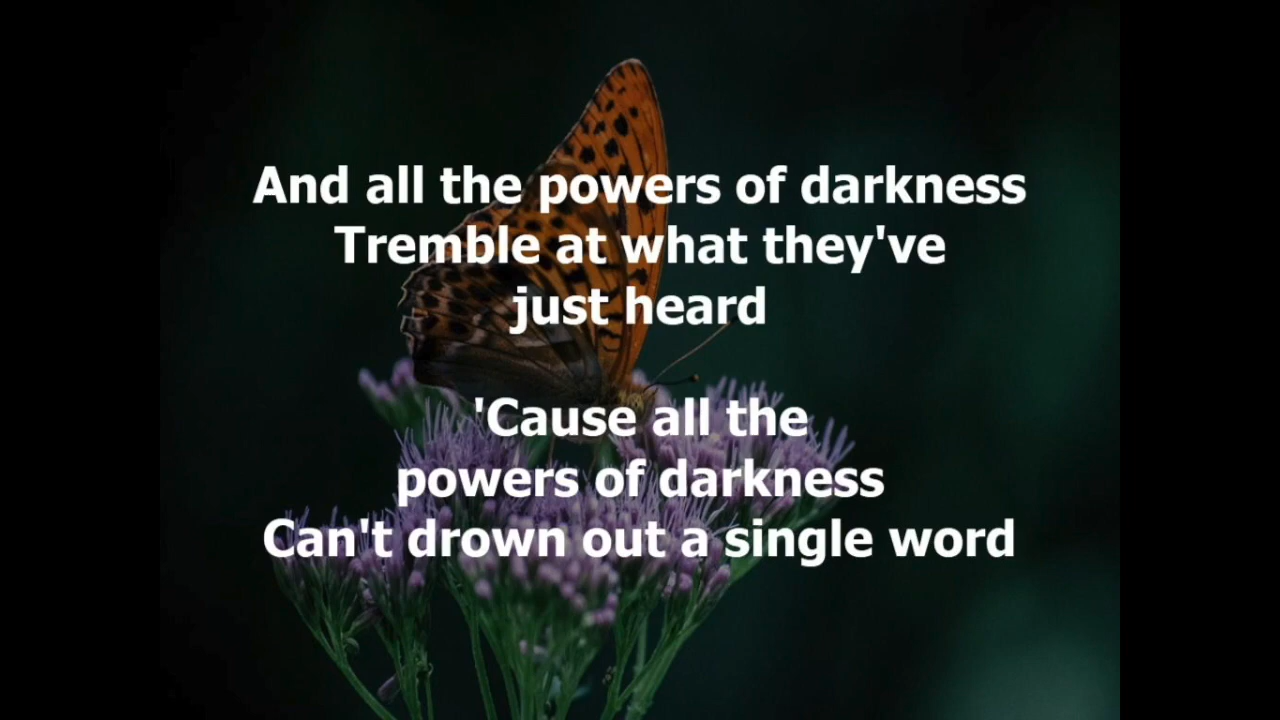 And all the powers of darkness
Tremble at what they've
just heard
'Cause all the
powers of darkness
Can't drown out a single word